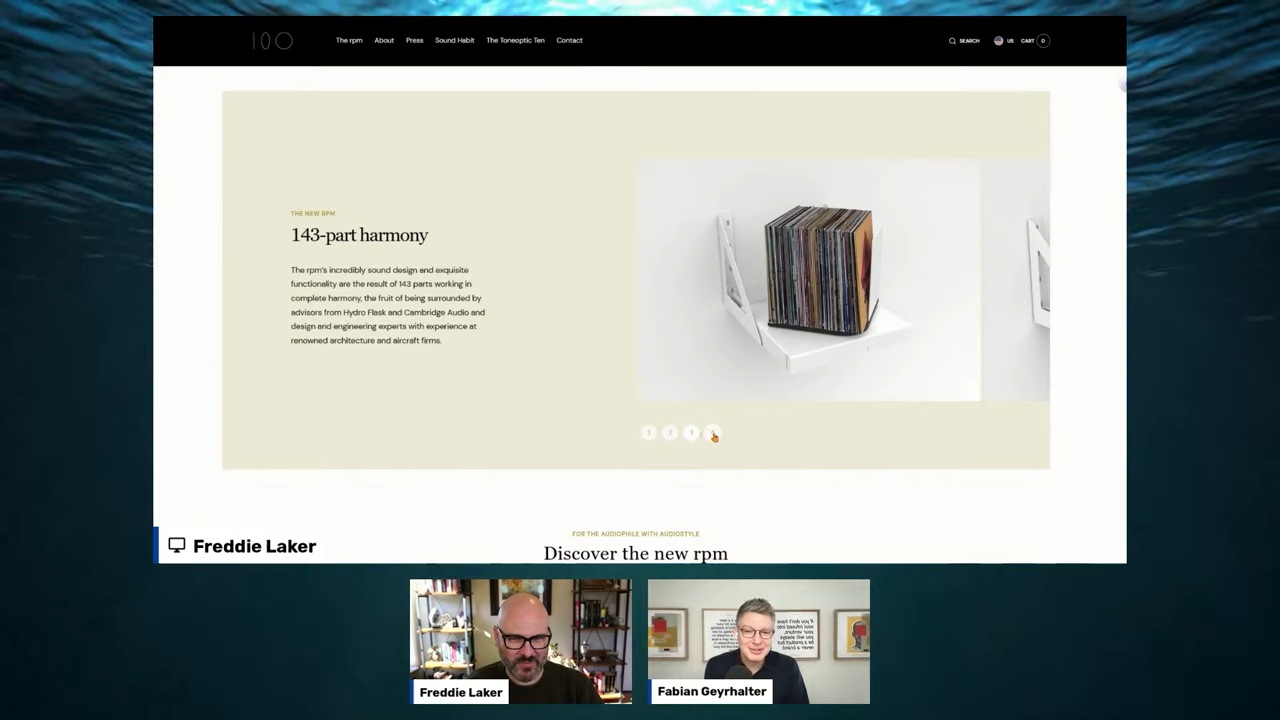 The rpm About Press Sound Habit The Toneoptic Ten Contact SEARCH US CART 0
THE NEW RPM
143-part harmony
The rpm's incredibly sound design and exquisite
functionality are the result of 143 parts working in
complete harmony, the fruit of being surrounded by
advisors from Hydro Flask and Cambridge Audio and
design and engineering experts with experience at
renowned architecture and aircraft firms.
1 2 3
FOR THE AUDIOPHILE WITH AUDIOSTYLE
Discover the new rpm
Freddie Laker
Freddie Laker
Fabian Geyrhalter